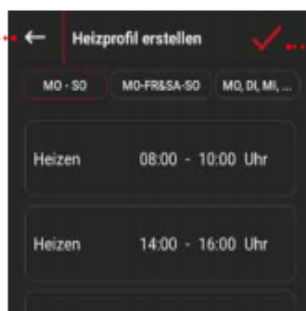 Heizprofil erstellen
MO - SO MO-FR&SA-SO MO, DI, MI, ...
Heizen 08:00 - 10:00 Uhr
Heizen 14:00 - 16:00 Uhr